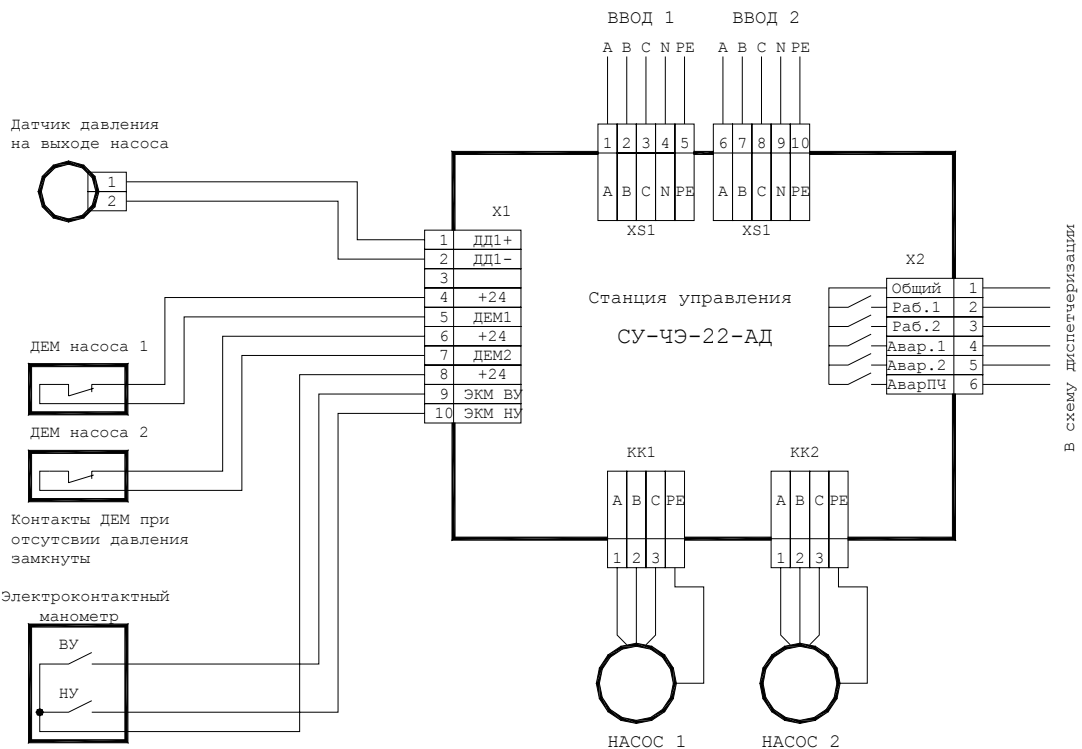 ВВОД 1
ВВОД 2
A B C N PE
A B C N PE
Датчик давления
на выходе насоса
1
2
1 2 3 4 5
6 7 8 9 10
A B C N PE
A B C N PE
XS1
XS1
X1
1 ДД1+
2 ДД1-
3
4 +24
5 ДЕМ1
6 +24
7 ДЕМ2
8 +24
9 ЭКМ ВУ
10 ЭКМ НУ
Станция управления
СУ-ЧЭ-22-АД
X2
Общий 1
Раб.1 2
Раб.2 3
Авар.1 4
Авар.2 5
АварПЧ 6
В схему диспетчеризации
ДЕМ насоса 1
ДЕМ насоса 2
Контакты ДЕМ при
отсутсвии давления
замкнуты
Электроконтактный
манометр
ВУ
НУ
КК1
A B C PE
1 2 3
КК2
A B C PE
1 2 3
НАСОС 1
НАСОС 2